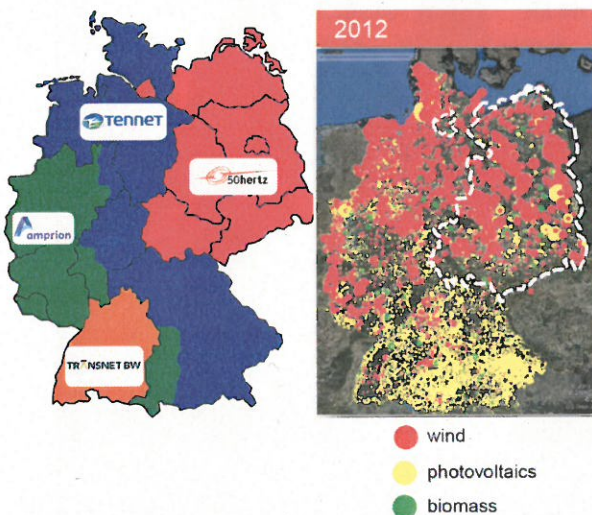 TENNET
50hertz
amprion
TRANSNET BW
2012
wind
photovoltaics
biomass